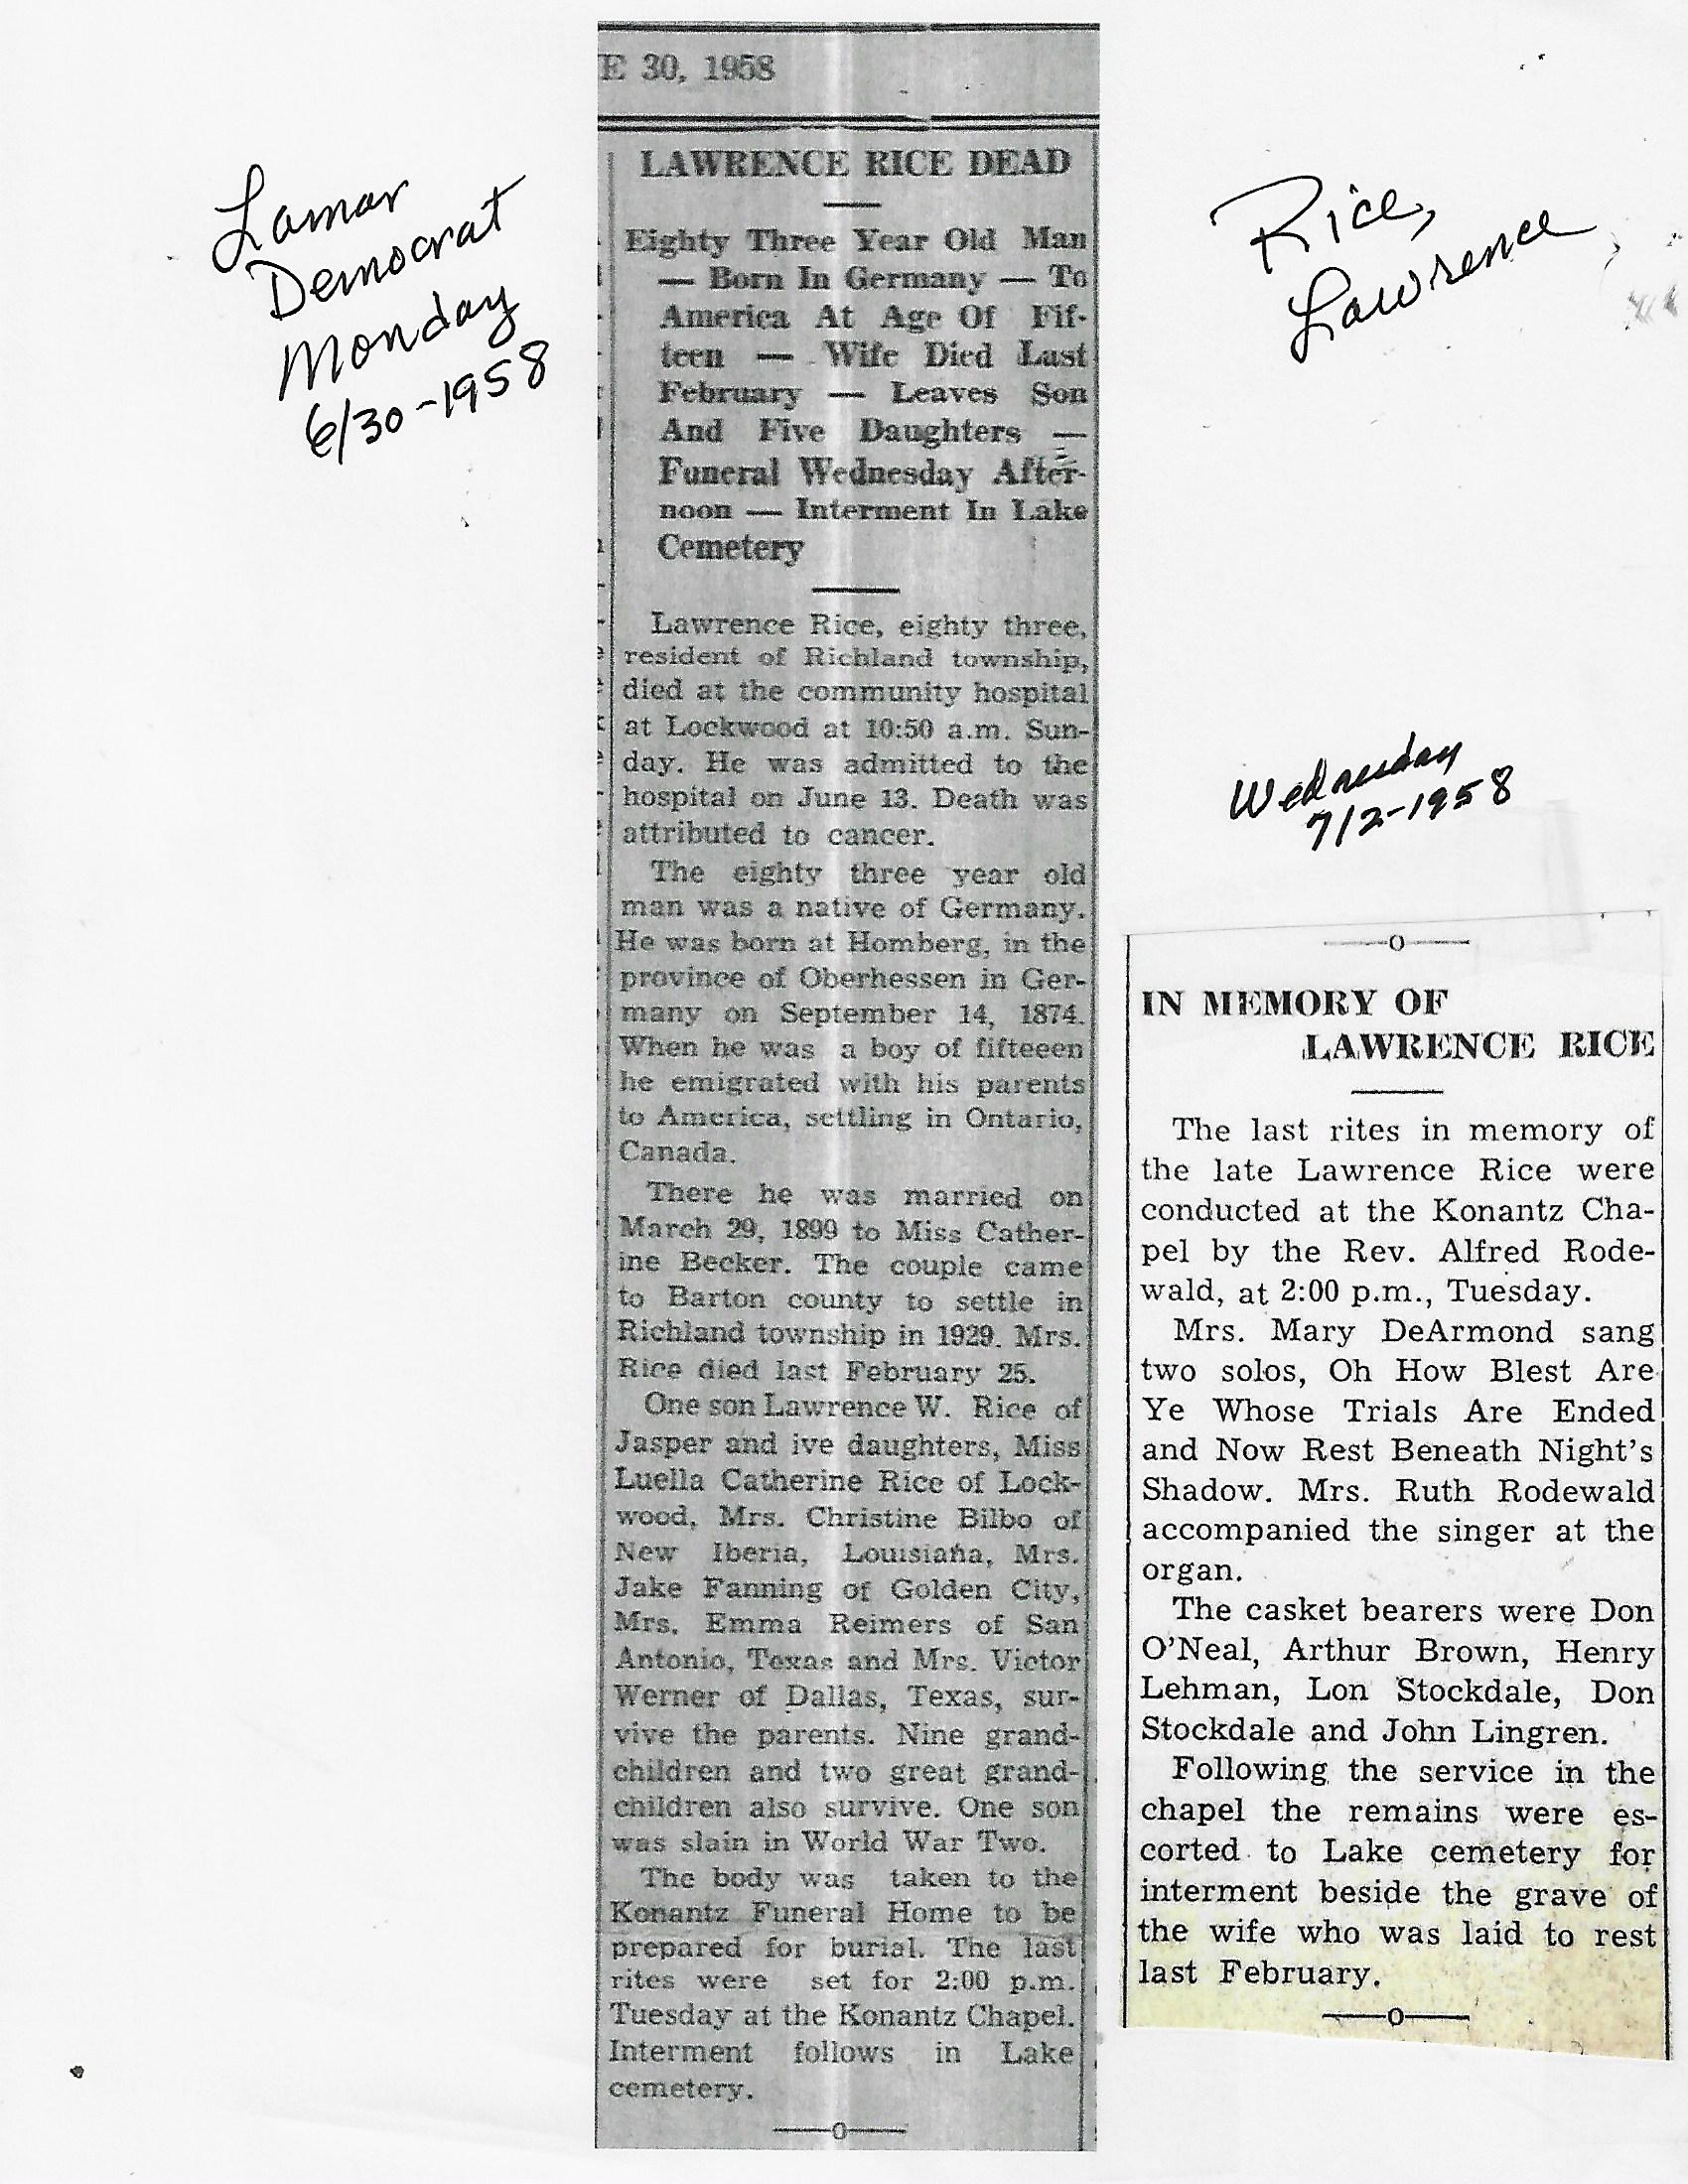 Lamar
Democrat
Monday
6/30-1958
Rice,
Lawrence
E 30, 1958
LAWRENCE RICE DEAD
Eighty Three Year Old Man
— Born In Germany — To
America At Age Of Fif-
teen — Wife Died Last
February — Leaves Son
And Five Daughters —
Funeral Wednesday After-
noon — Interment In Lake
Cemetery
Lawrence Rice, eighty three,
resident of Richland township,
died at the community hospital
at Lockwood at 10:50 a.m. Sun-
day. He was admitted to the
hospital on June 13. Death was
attributed to cancer.
The eighty three year old
man was a native of Germany.
He was born at Homberg, in the
province of Oberhessen in Ger-
many on September 14, 1874.
When he was a boy of fifteeen
he emigrated with his parents
to America, settling in Ontario,
Canada.
There he was married on
March 29, 1899 to Miss Cather-
ine Becker. The couple came
to Barton county to settle in
Richland township in 1929. Mrs.
Rice died last February 25.
One son Lawrence W. Rice of
Jasper and ive daughters, Miss
Luella Catherine Rice of Lock-
wood, Mrs. Christine Bilbo of
New Iberia, Louisiana, Mrs.
Jake Fanning of Golden City,
Mrs. Emma Reimers of San
Antonio, Texas and Mrs. Victor
Werner of Dallas, Texas, sur-
vive the parents. Nine grand-
children and two great grand-
children also survive. One son
was slain in World War Two.
The body was taken to the
Konantz Funeral Home to be
prepared for burial. The last
rites were set for 2:00 p.m.
Tuesday at the Konantz Chapel.
Interment follows in Lake
cemetery.
——o——
Wednesday
7/2-1958
——o——
IN MEMORY OF
LAWRENCE RICE
The last rites in memory of
the late Lawrence Rice were
conducted at the Konantz Cha-
pel by the Rev. Alfred Rode-
wald, at 2:00 p.m., Tuesday.
Mrs. Mary DeArmond sang
two solos, Oh How Blest Are
Ye Whose Trials Are Ended
and Now Rest Beneath Night's
Shadow. Mrs. Ruth Rodewald
accompanied the singer at the
organ.
The casket bearers were Don
O'Neal, Arthur Brown, Henry
Lehman, Lon Stockdale, Don
Stockdale and John Lingren.
Following the service in the
chapel the remains were es-
corted to Lake cemetery for
interment beside the grave of
the wife who was laid to rest
last February.
——o——